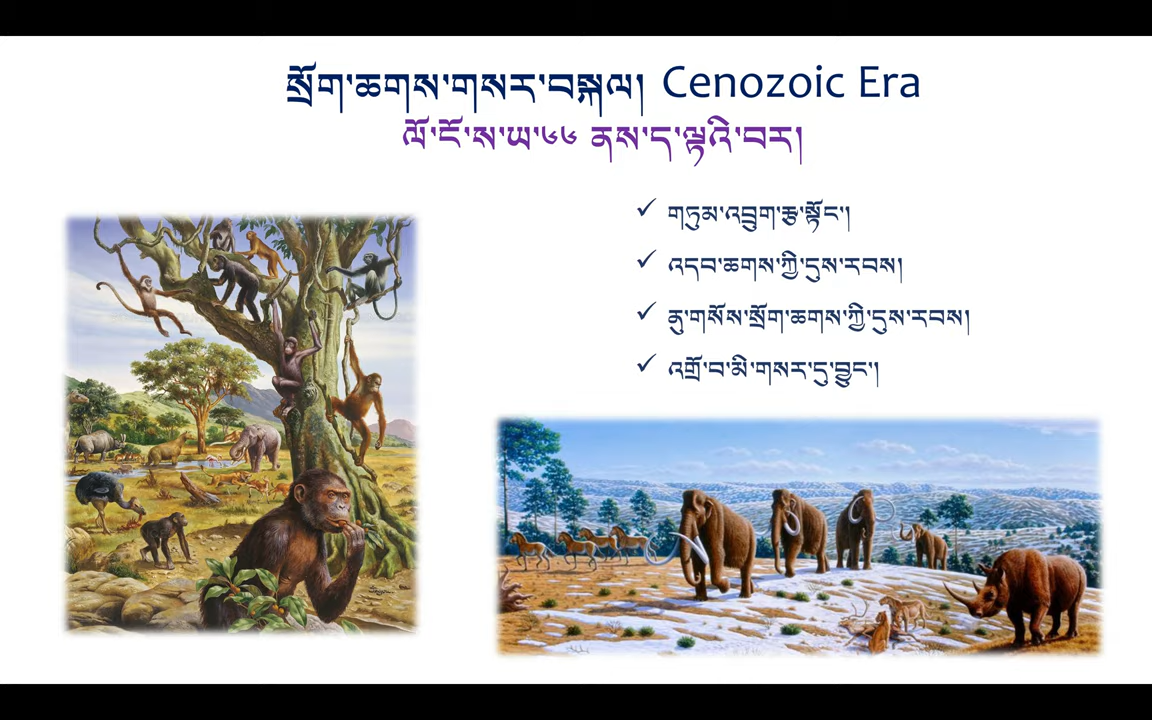 སྲོག་ཆགས་གསར་བསྐལ། Cenozoic Era
ལོ་ངོ་ས་ཡ་༦༦ ནས་ད་ལྟའི་བར།
✓ གཏུམ་འབྲུག་རྩ་སྟོང་།
✓ འདབ་ཆགས་ཀྱི་དུས་རབས།
✓ ནུ་གསོས་སྲོག་ཆགས་ཀྱི་དུས་རབས།
✓ འགྲོ་བ་མི་གསར་དུ་བྱུང་།